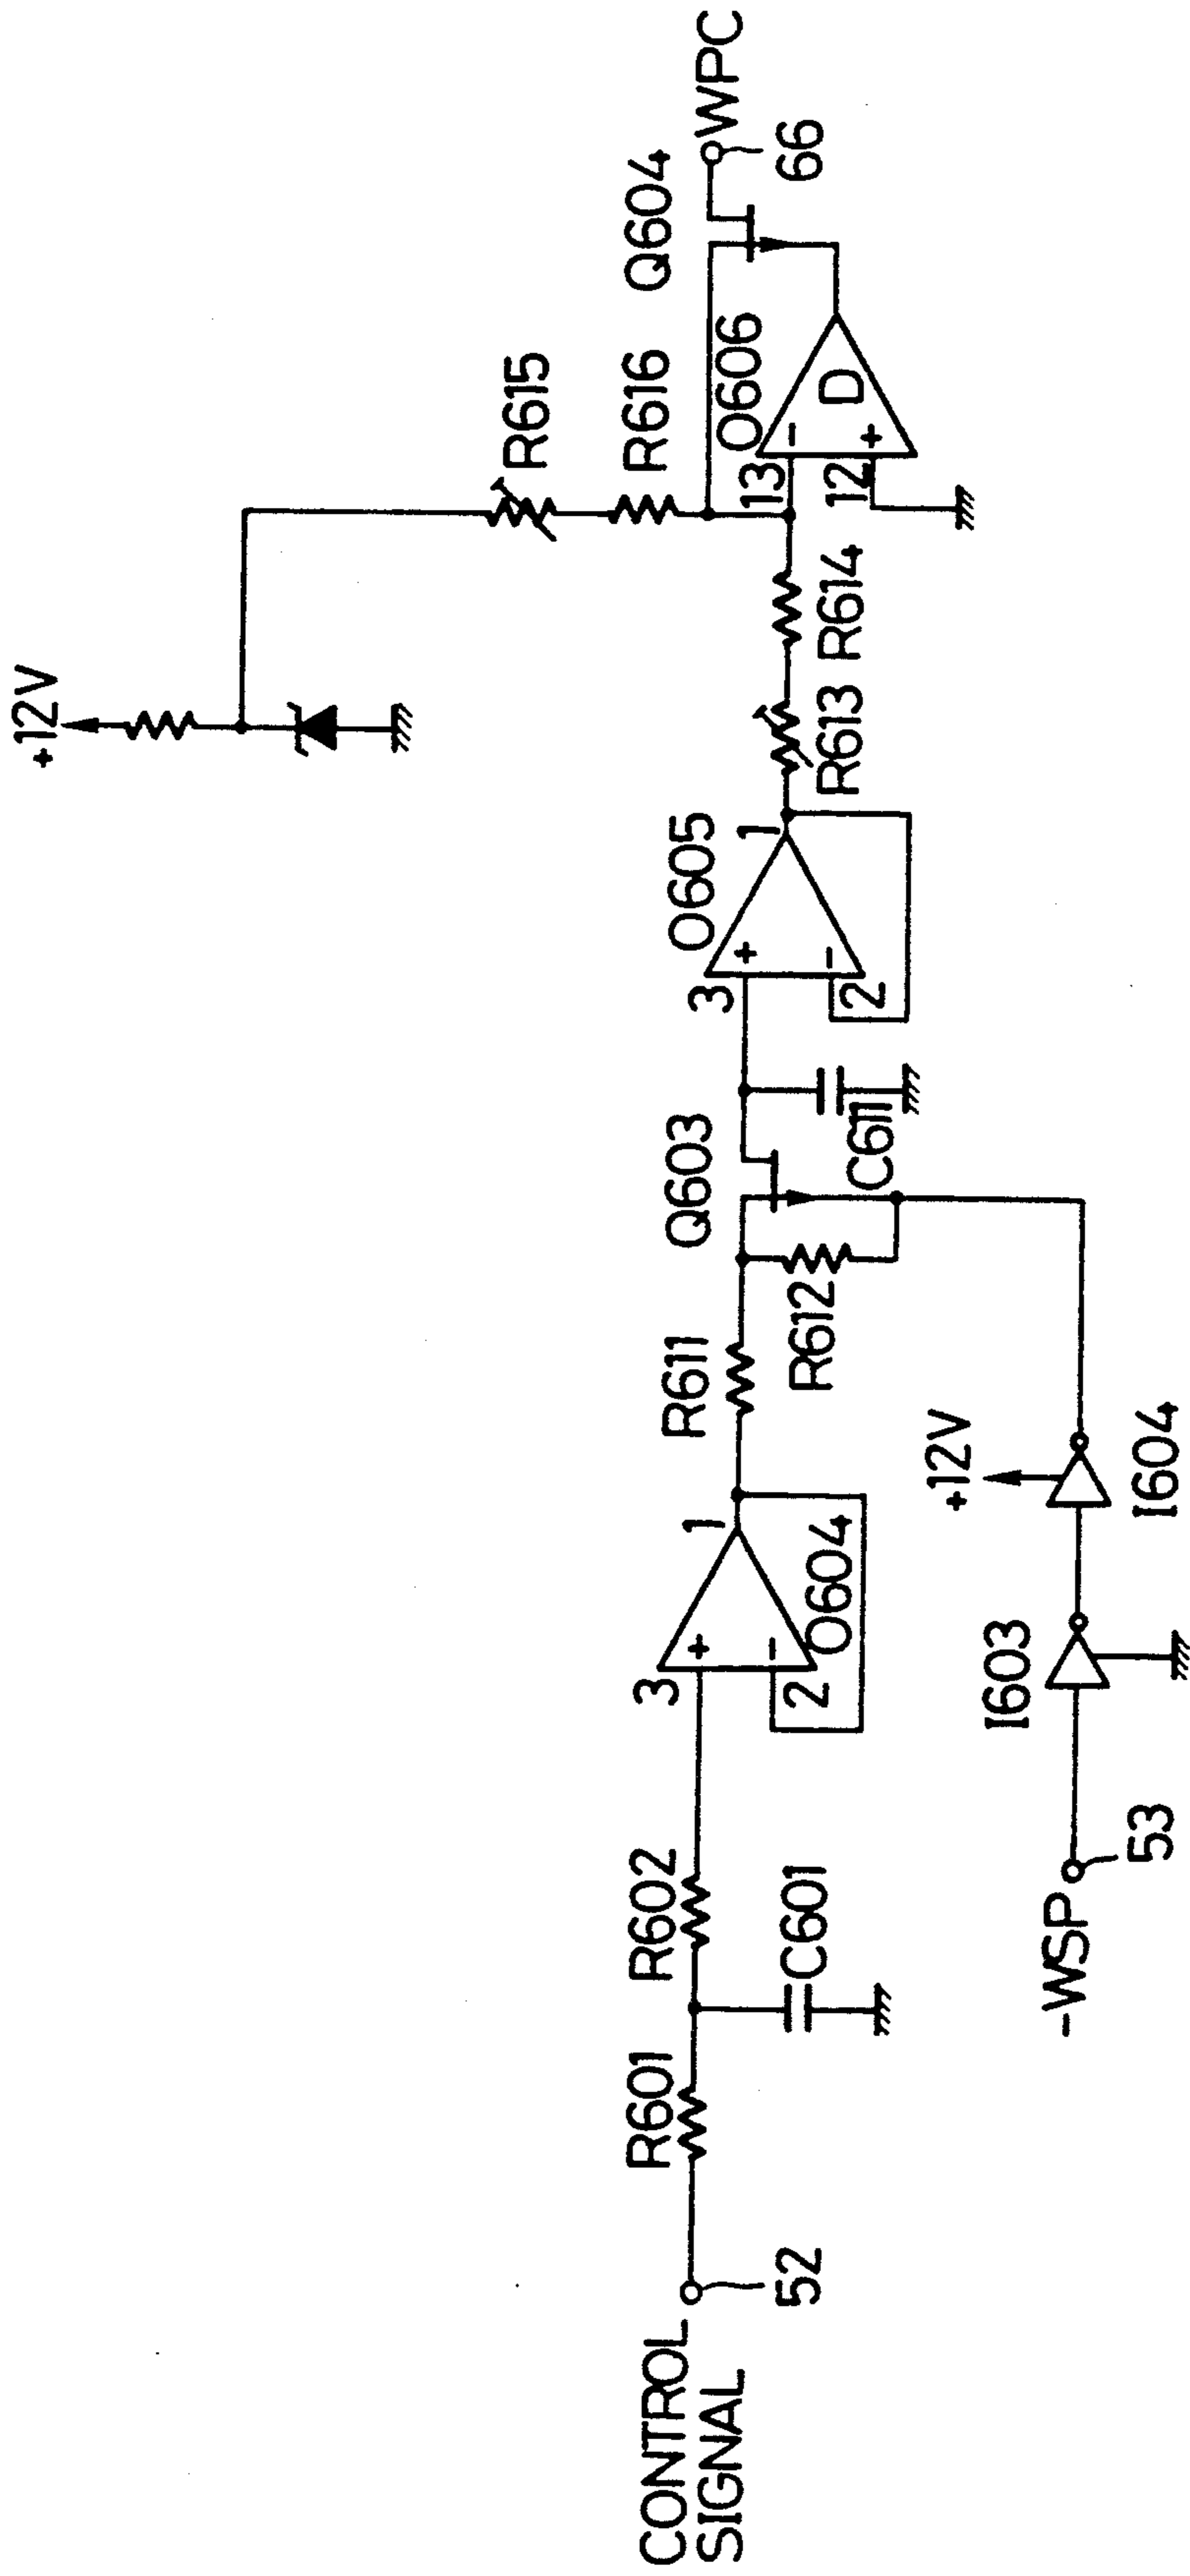 +12V
R615
R616
Q604
WPC
66
O606
13
-
12
+
D
R613
R614
O605
3
+
1
-
2
Q603
C611
R611
R612
3
+
1
-
2
O604
+12V
I603
I604
CONTROL
SIGNAL
52
R601
R602
C601
-WSP
53